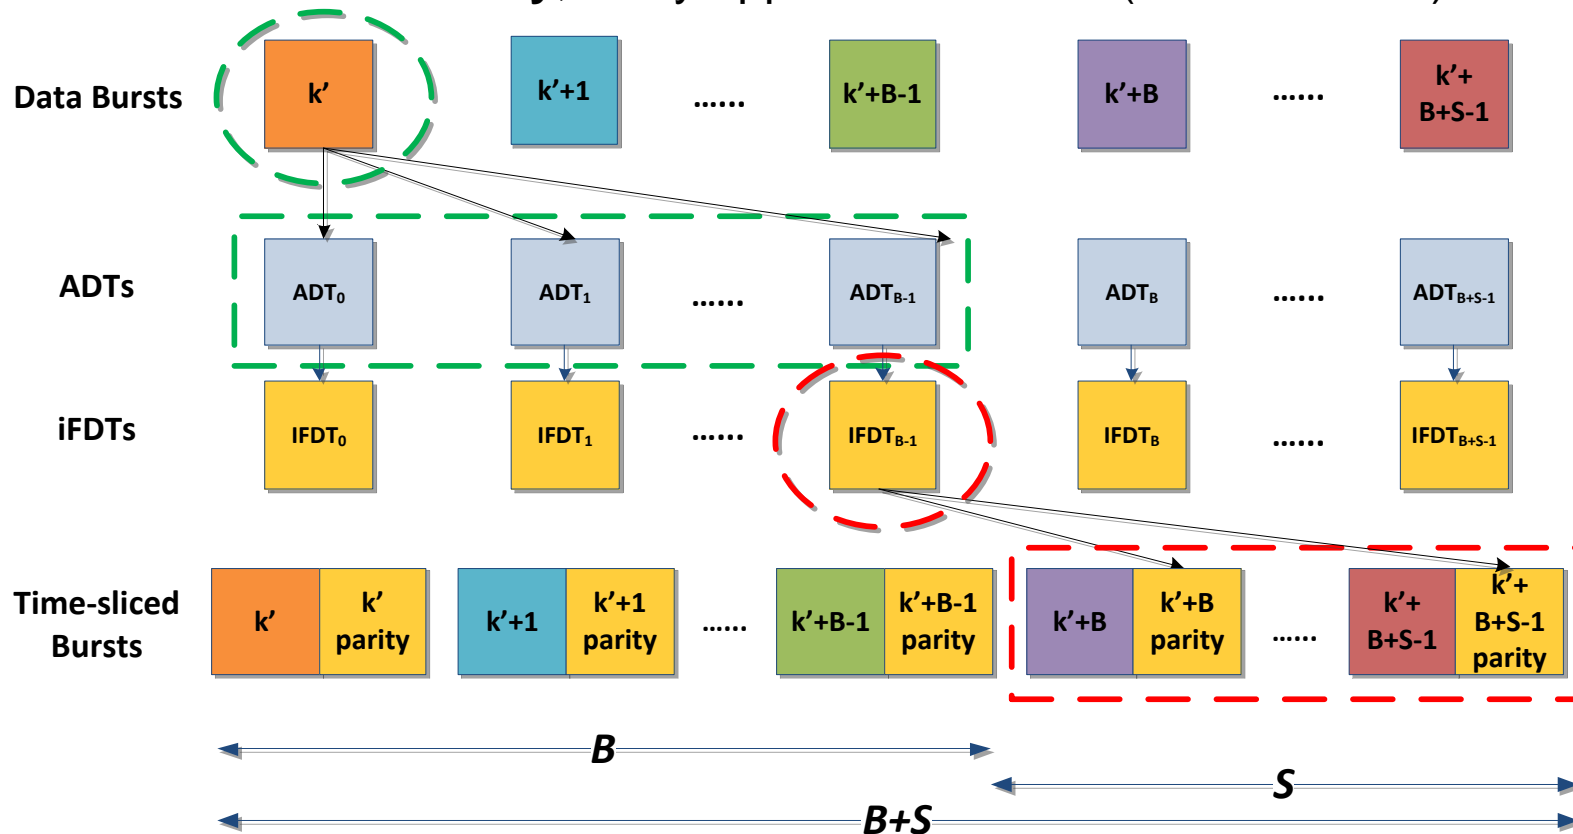 Data Bursts
k’
k’+1
......
k’+B-1
k’+B
......
k’+
B+S-1
ADTs
ADT0
ADT1
......
ADTB-1
ADTB
......
ADTB+S-1
iFDTs
IFDT0
IFDT1
......
IFDTB-1
IFDTB
......
IFDTB+S-1
Time-sliced
Bursts
k’
k’
parity
k’+1
k’+1
parity
......
k’+B-1
k’+B-1
parity
k’+B
k’+B
parity
......
k’+
B+S-1
k’+
B+S-1
parity
B
S
B+S